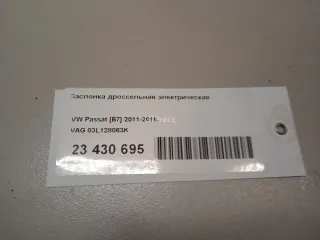 Заслонка дроссельная электрическая
VW Passat [B7] 2011-2015
VAG 03L128063K
23 430 695